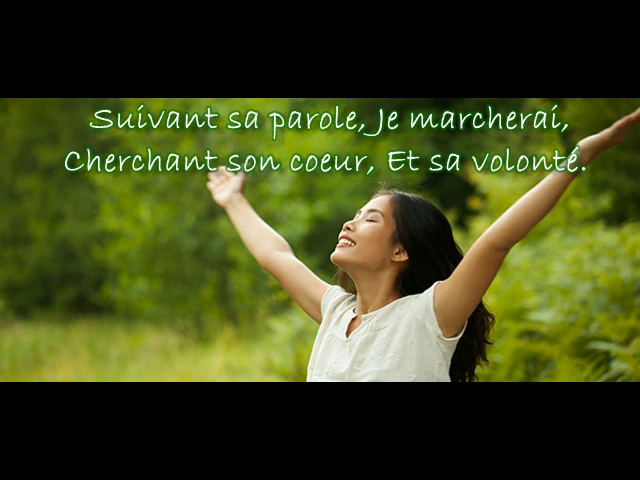 Suivant sa parole, Je marcherai,
Cherchant son coeur, Et sa volonté.